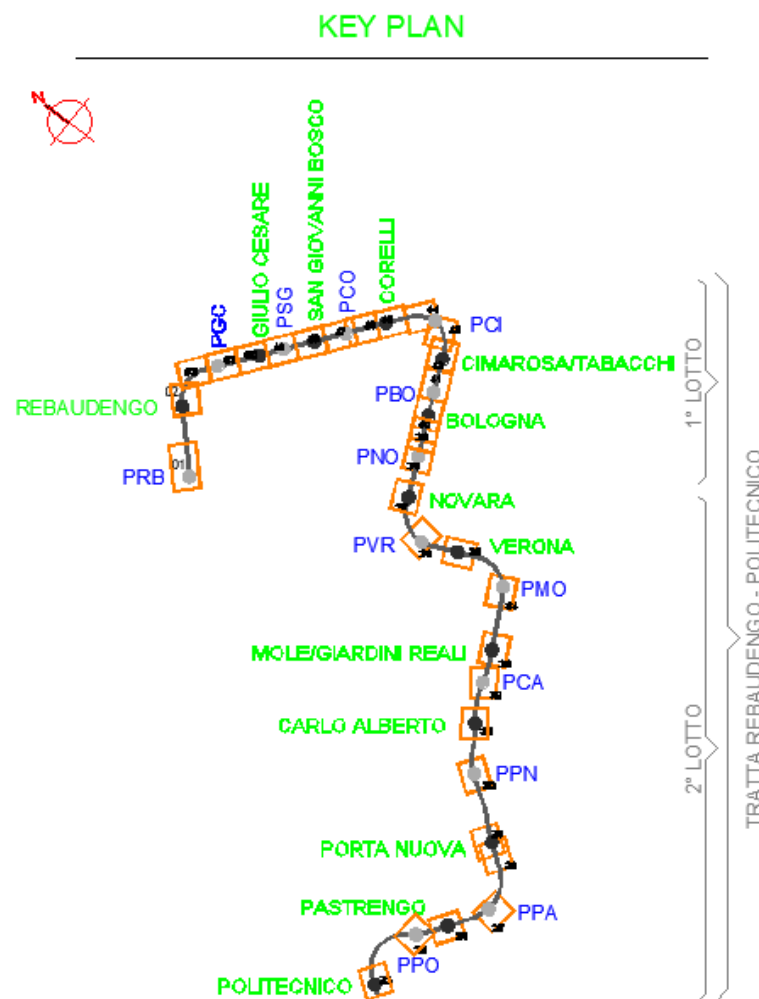 KEY PLAN
N
GIULIO CESARE
SAN GIOVANNI BOSCO
CORELLI
PGC
PSG
PCO
PCI
CIMAROSA/TABACCHI
02
REBAUDENGO
PBO
BOLOGNA
01
PRB
PNO
NOVARA
PVR
VERONA
PMO
MOLE/GIARDINI REALI
PCA
CARLO ALBERTO
PPN
PORTA NUOVA
PASTRENGO
PPA
PPO
POLITECNICO
1° LOTTO
2° LOTTO
TRATTA REBAUDENGO - POLITECNICO